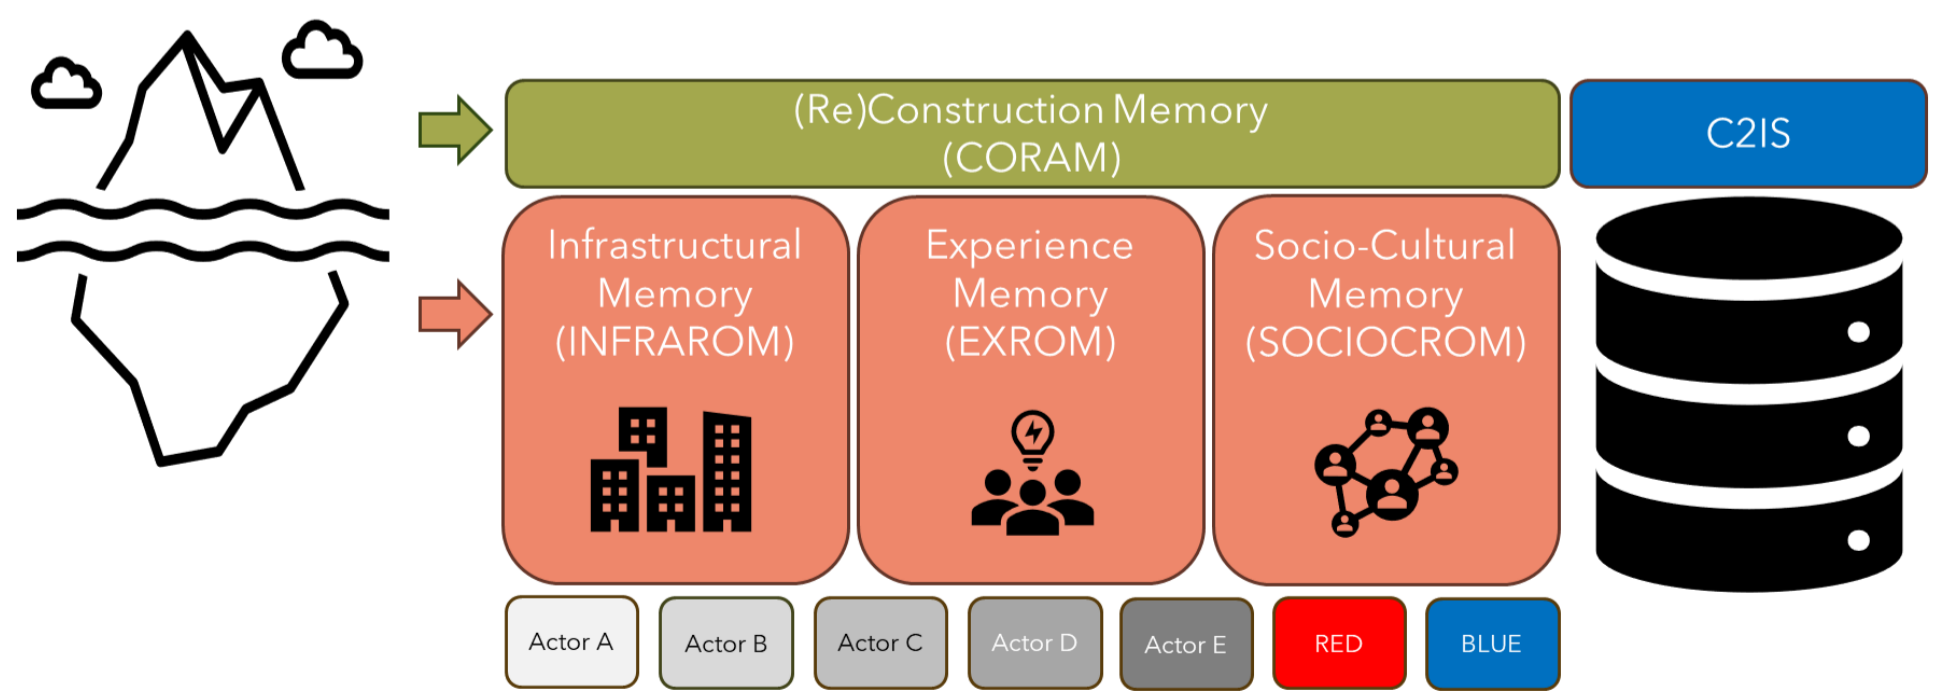 (Re)Construction Memory
(CORAM)
C2IS
Infrastructural
Memory
(INFRAROM)
Experience
Memory
(EXROM)
Socio-Cultural
Memory
(SOCIOCROM)
Actor A
Actor B
Actor C
Actor D
Actor E
RED
BLUE